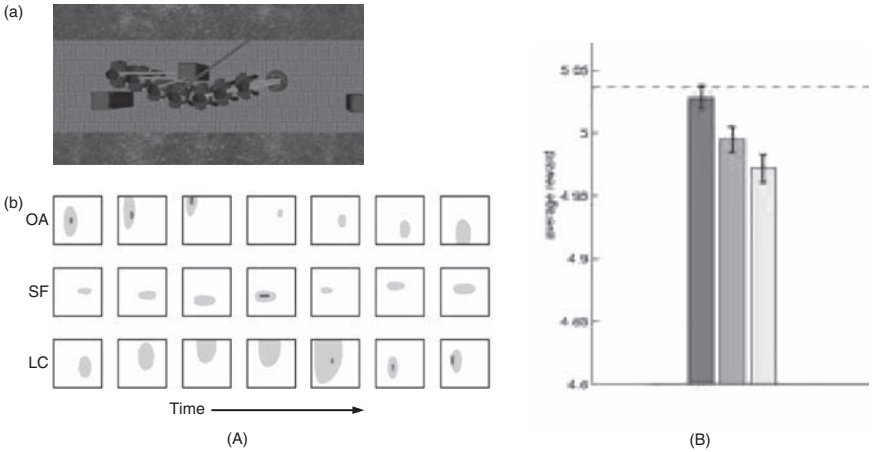 (a)
(b)
OA
SF
LC
Time
(A)
average reward
5.05
5
4.95
4.9
4.85
4.8
(B)